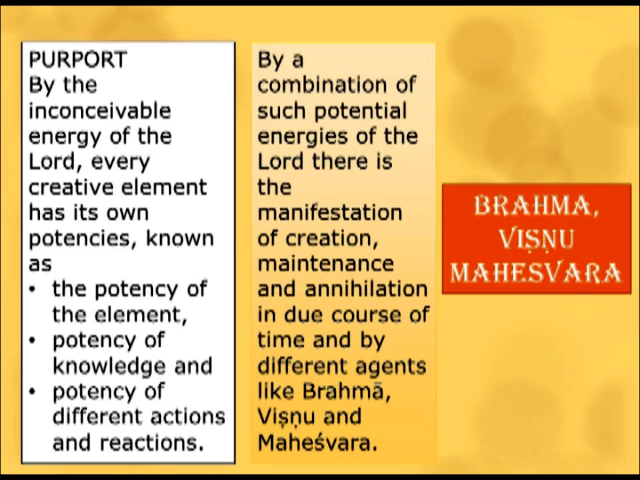 PURPORT
By the
inconceivable
energy of the
Lord, every
creative element
has its own
potencies, known
as
• the potency of
the element,
• potency of
knowledge and
• potency of
different actions
and reactions.
By a
combination of
such potential
energies of the
Lord there is
the
manifestation
of creation,
maintenance
and annihilation
in due course of
time and by
different agents
like Brahmā,
Viṣṇu and
Maheśvara.
BRAHMA,
VIṢṆU
MAHESVARA